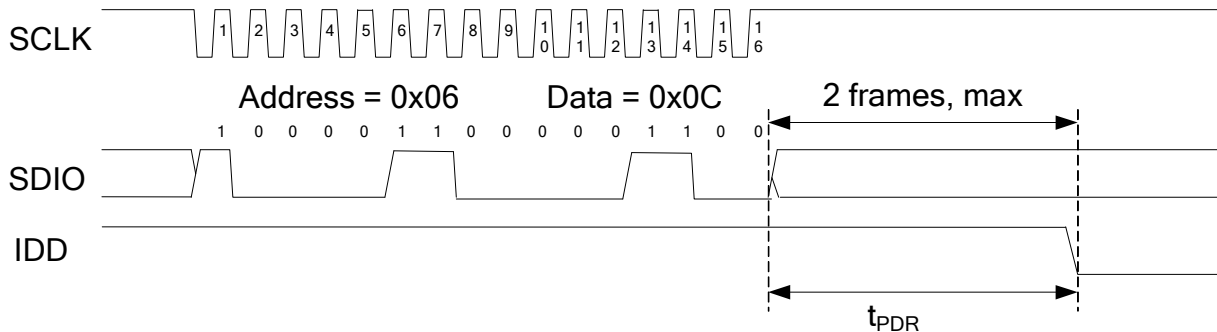 SCLK 1 2 3 4 5 6 7 8 9 10 11 12 13 14 15 16
Address = 0x06 Data = 0x0C 2 frames, max
1 0 0 0 0 1 1 0 0 0 0 0 1 1 0 0
SDIO
IDD
tPDR